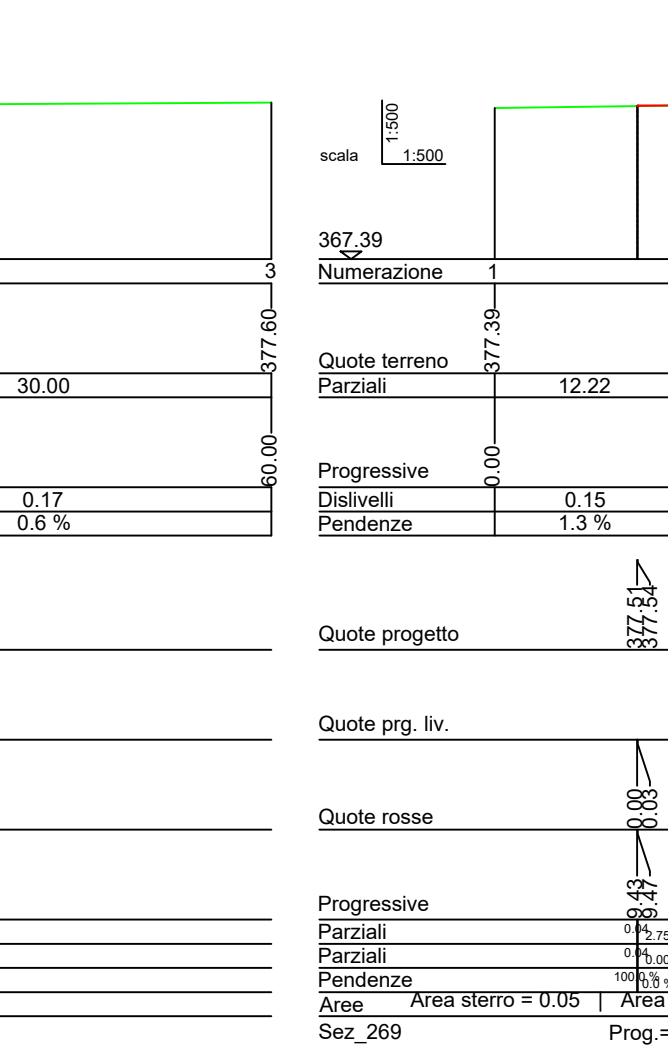 1:500
scala 1:500
367.39
3 Numerazione 1
377.60 Quote terreno 377.39
30.00 Parziali 12.22
60.00 Progressive 0.00
0.17 Dislivelli 0.15
0.6 % Pendenze 1.3 %
Quote progetto 377.51 377.54
Quote prg. liv.
Quote rosse 0.00 0.03
Progressive 9.43 9.47
Parziali 0.04 2.75
Parziali 0.04 0.00
Pendenze 100.0 % 0.0 %
Aree Area sterro = 0.05 | Area
Sez_269 Prog.=